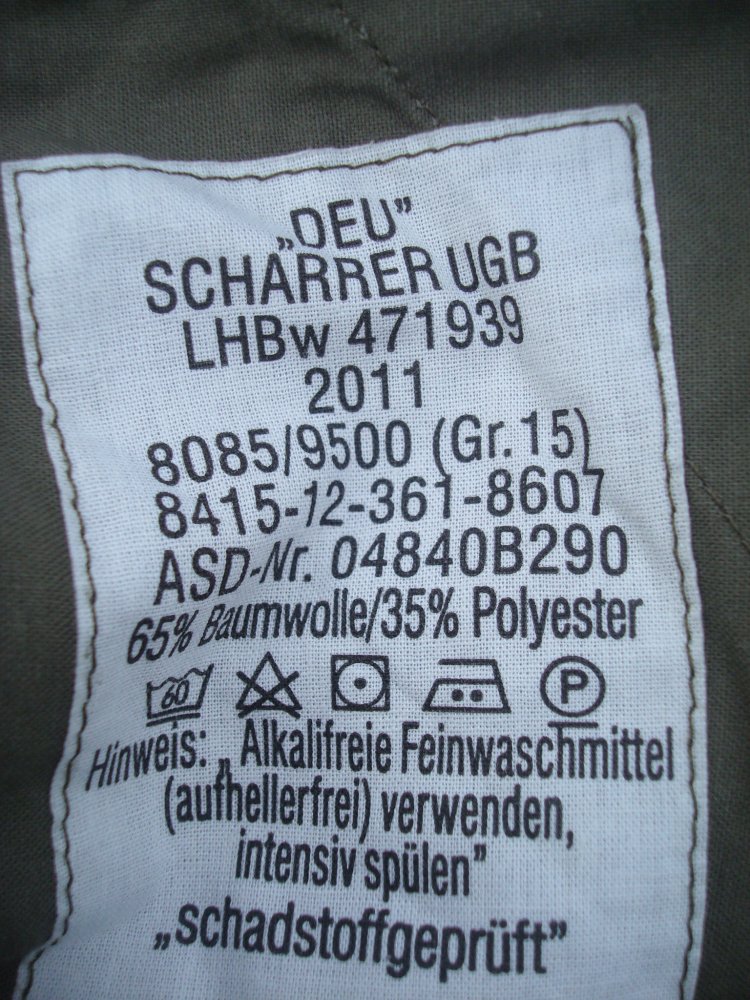 „DEU”
SCHARRER UGB
LHBw 471939
2011
8085/9500 (Gr.15)
8415-12-361-8607
ASD-Nr. 04840B290
65% Baumwolle/35% Polyester
60 P
Hinweis: „Alkalifreie Feinwaschmittel
(aufhellerfrei) verwenden,
intensiv spülen”
„schadstoffgeprüft”